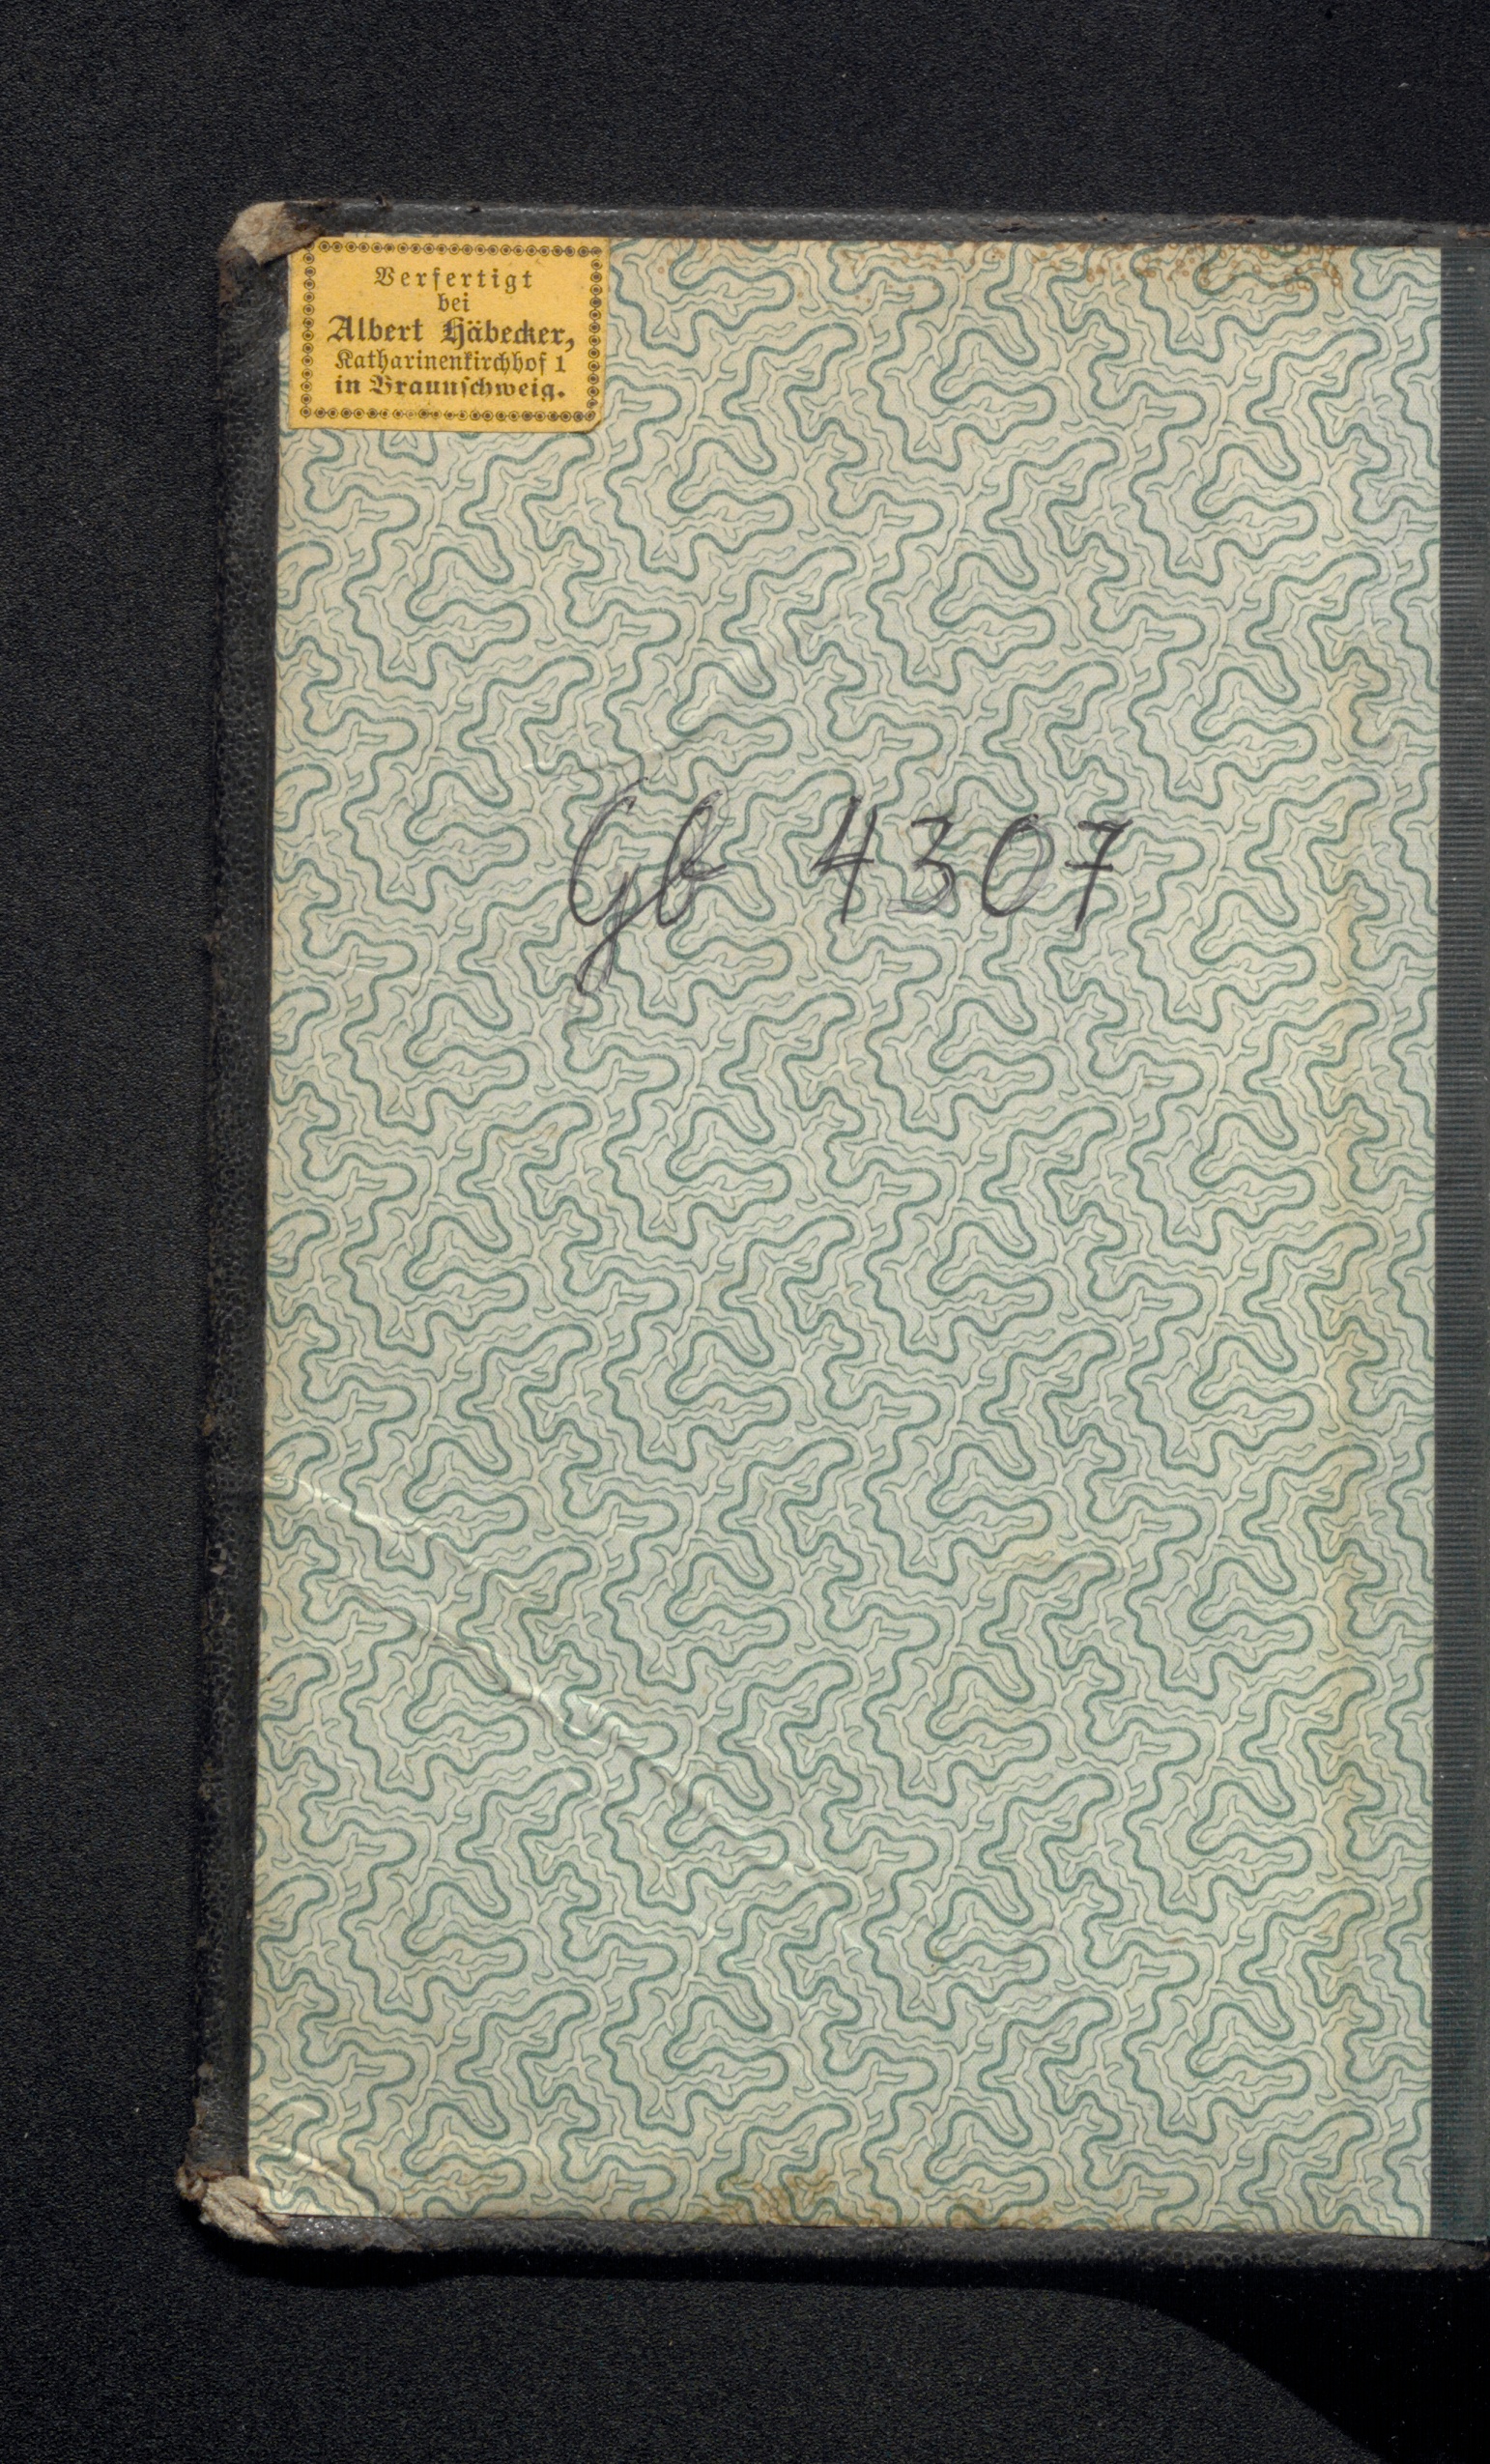 Verfertigt
bei
Albert Häbecker,
Katharinenkirchhof 1
in Braunschweig.
Gb 4307